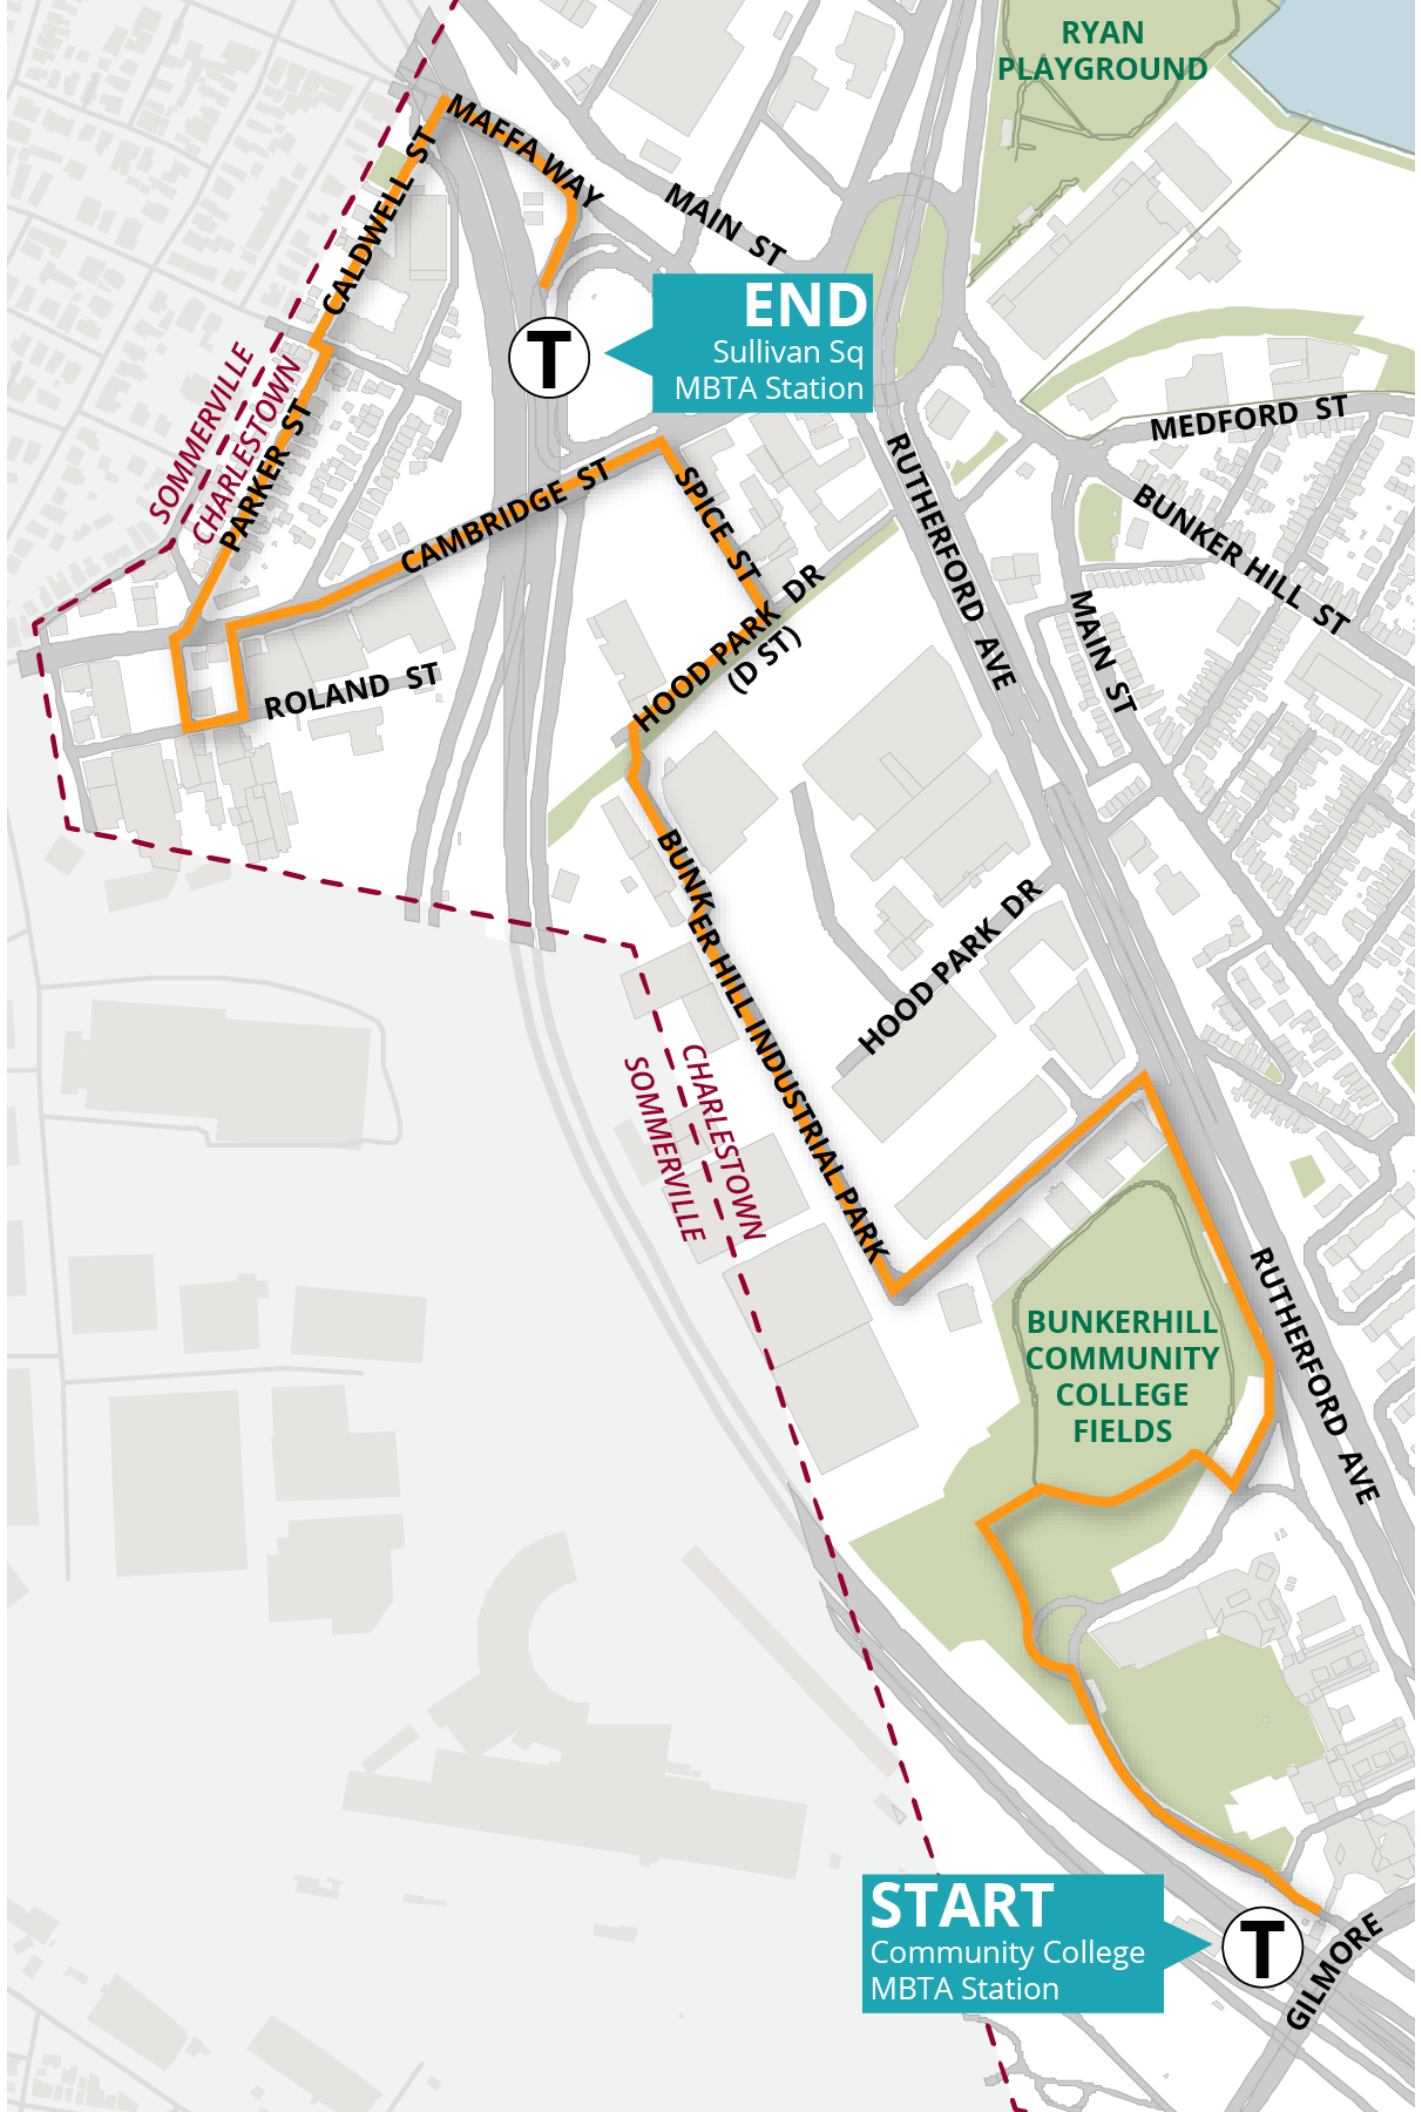 RYAN
PLAYGROUND
MAFFA WAY
CALDWELL ST
MAIN ST
END
Sullivan Sq
MBTA Station
T
SOMMERVILLE
CHARLESTOWN
PARKER ST
MEDFORD ST
CAMBRIDGE ST
SPICE ST
RUTHERFORD AVE
BUNKER HILL ST
HOOD PARK DR
(D ST)
MAIN ST
ROLAND ST
BUNKER HILL INDUSTRIAL PARK
HOOD PARK DR
CHARLESTOWN
SOMMERVILLE
RUTHERFORD AVE
BUNKERHILL
COMMUNITY
COLLEGE
FIELDS
START
Community College
MBTA Station
T
GILMORE